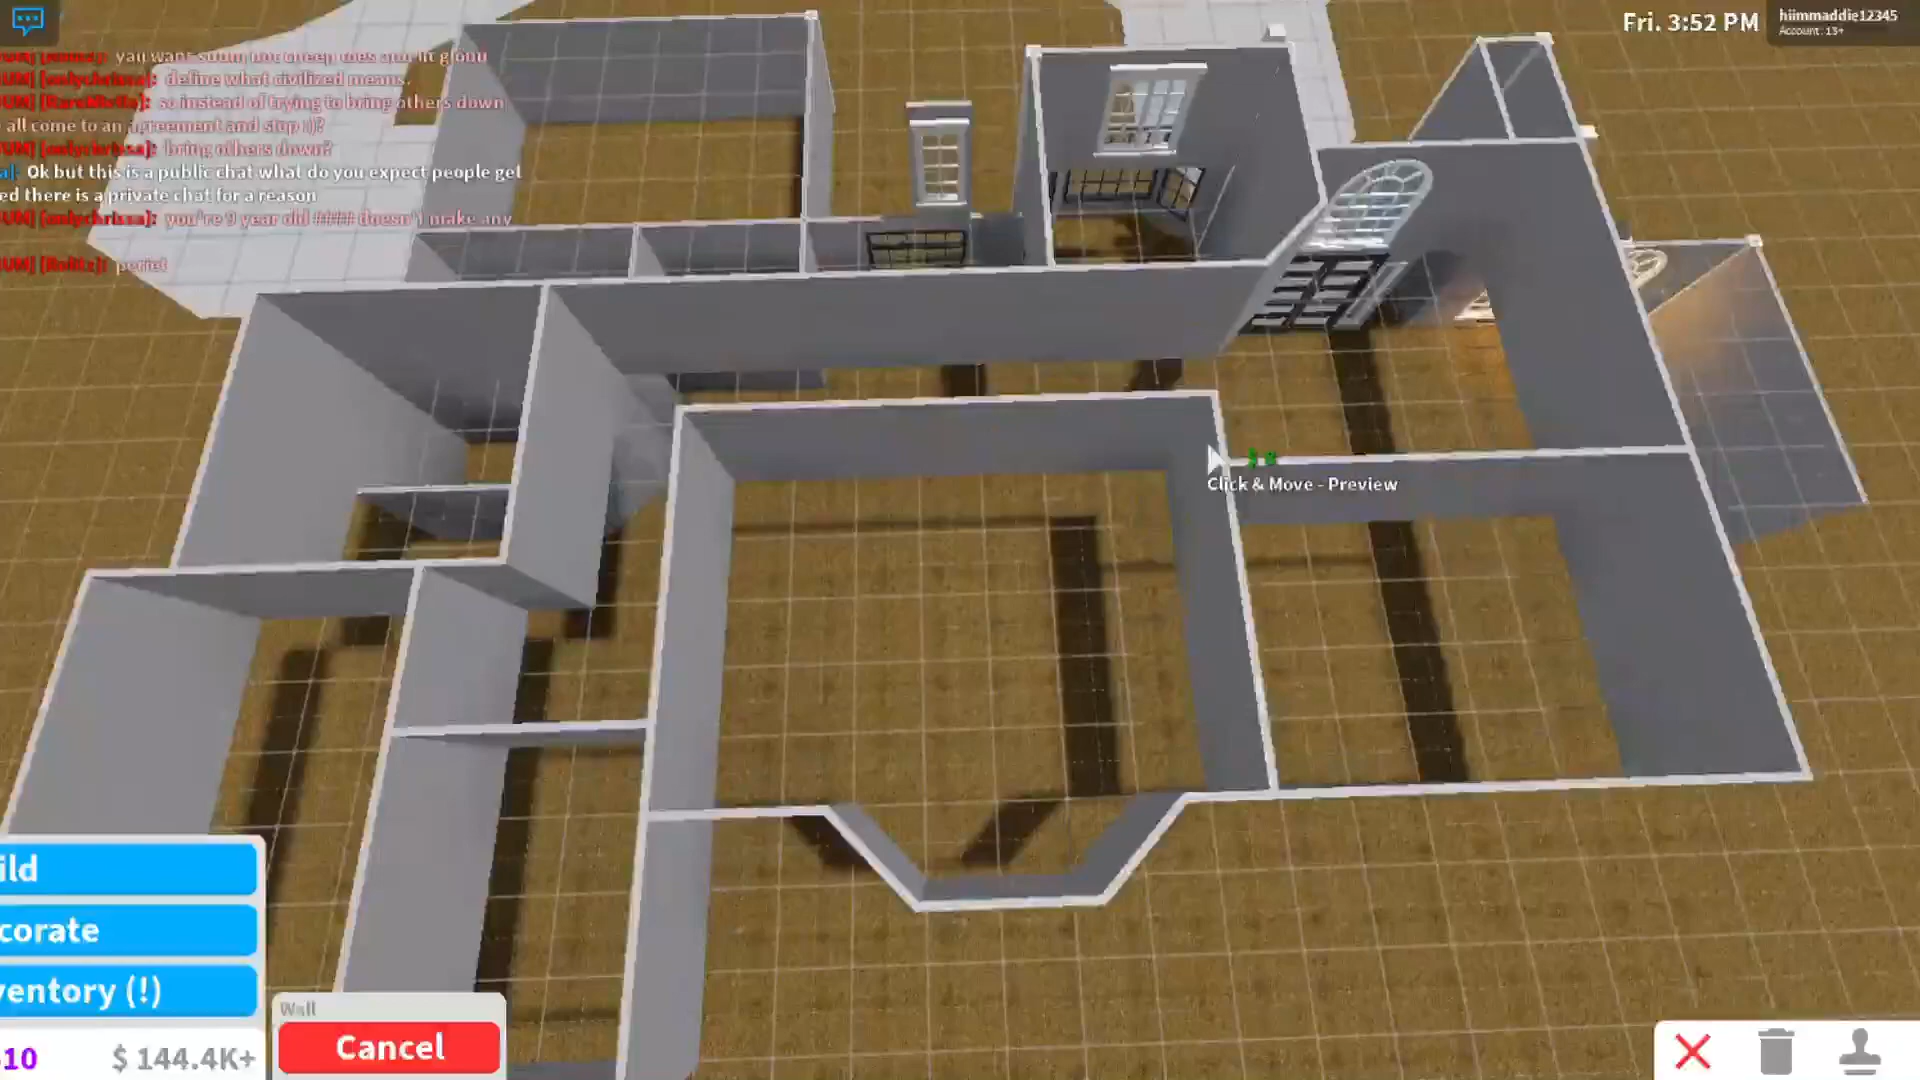 Fri. 3:52 PM
hiimmaddie12345
Account: 13+
you want
define what civilized means.
so instead of trying to bring others down
all come to an agreement and stop :)?
bring others down?
Ok but this is a public chat what do you expect people get
ed there is a private chat for a reason
you're 9 year old #### doesn't make any
Click & Move - Preview
ild
corate
ventory (!)
Wall
Cancel
10
$ 144.4K+